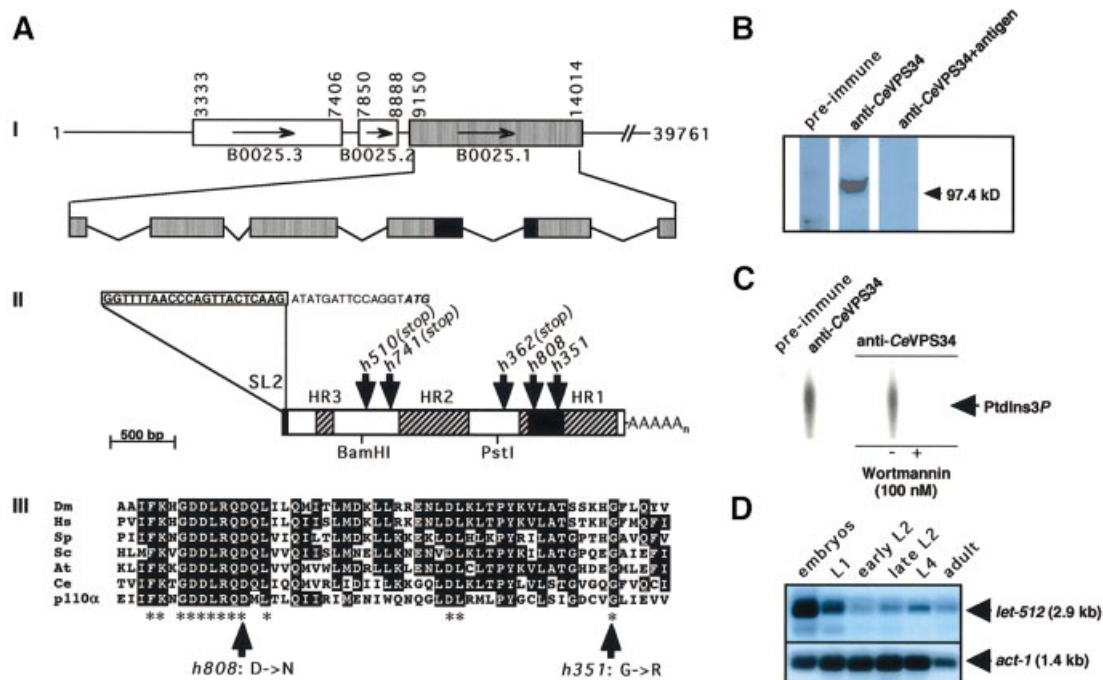 A
I
1
3333
7406
7850
8888
9150
14014
39761
B0025.3
B0025.2
B0025.1
II
GGTTTTAACCCAGTTACTCAAG ATATGATTCCAGGTATG
h510(stop)
h741(stop)
h362(stop)
h808
h351
SL2
HR3
HR2
HR1
AAAAAn
500 bp
BamHI
PstI
III
Dm AAIFKHGDDLRQDQLILQMITLMDKLLRRENLDLKLTPYKVLATSSKHGFLQYV
Hs PVIFKHGDDLRQDQLILQIISLMDKLLRKENLDLKLTPYKVLATSTKHGFMQFI
Sp PIIFKNGDDLRQDQLVIQILTLMDKLLKKEKLDLHLKPYRILATGPTHGAVQFI
Sc HLMFKVGDDLRQDQLVVQIISLMNELLKNENVDLKLTPYKILATGPQEGAIEFI
At TLIFKKGDDLRQDQLVVQMVWLMDRLLKLENLDLCLTPYKVLATGHDEGMLEFI
Ce TVIFKTGDDLRQDQLVVQMVRLIDIILKKGQLDLKLTPYLVLSTGVGQGFVQCI
p110α EIIFKNGDDLRQDMLTLQIIRIMENIWQNQGLDLRMLPYGCLSIGDCVGLIEVV
** ******** * ** *
h808: D->N
h351: G->R
B
pre-immune
anti-CeVPS34
anti-CeVPS34+antigen
97.4 kD
C
pre-immune
anti-CeVPS34
anti-CeVPS34
PtdIns3P
- +
Wortmannin
(100 nM)
D
embryos
L1
early L2
late L2
L4
adult
let-512 (2.9 kb)
act-1 (1.4 kb)